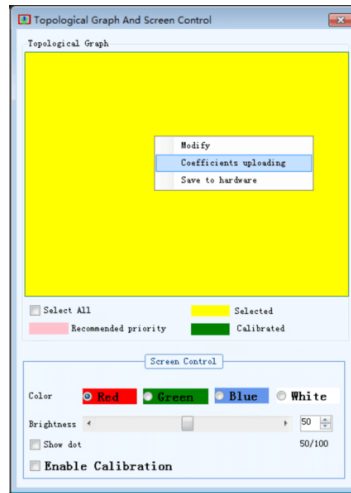 Topological Graph And Screen Control
Topological Graph
Modify
Coefficients uploading
Save to hardware
Select All
Selected
Recommended priority
Calibrated
Screen Control
Color Red Green Blue White
Brightness 50
Show dot 50/100
Enable Calibration